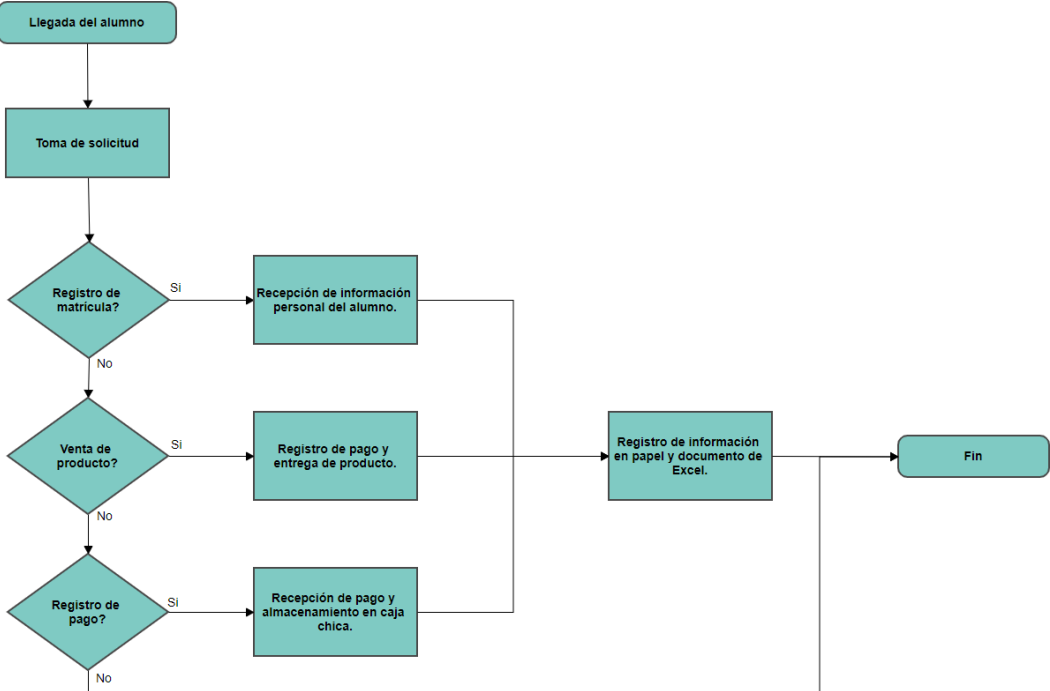 Llegada del alumno
Toma de solicitud
Registro de
matrícula?
Si
Recepción de información
personal del alumno.
No
Venta de
producto?
Si
Registro de pago y
entrega de producto.
Registro de información
en papel y documento de
Excel.
Fin
No
Registro de
pago?
Si
Recepción de pago y
almacenamiento en caja
chica.
No